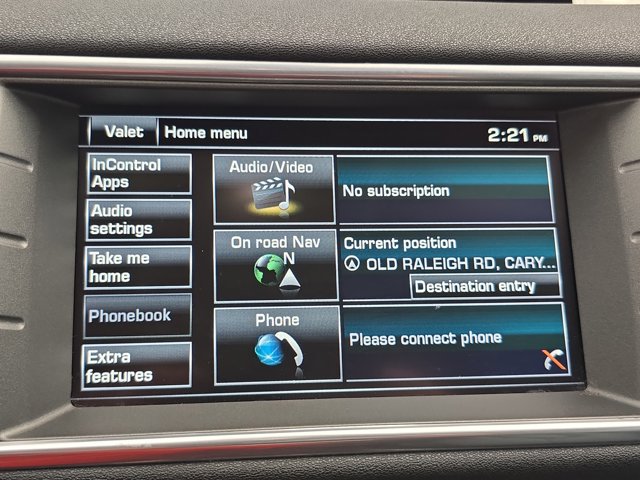 Valet
Home menu
2:21 PM
InControl
Apps
Audio/Video
No subscription
Audio
settings
On road Nav
N
Current position
OLD RALEIGH RD, CARY...
Destination entry
Take me
home
Phonebook
Phone
Please connect phone
Extra
features